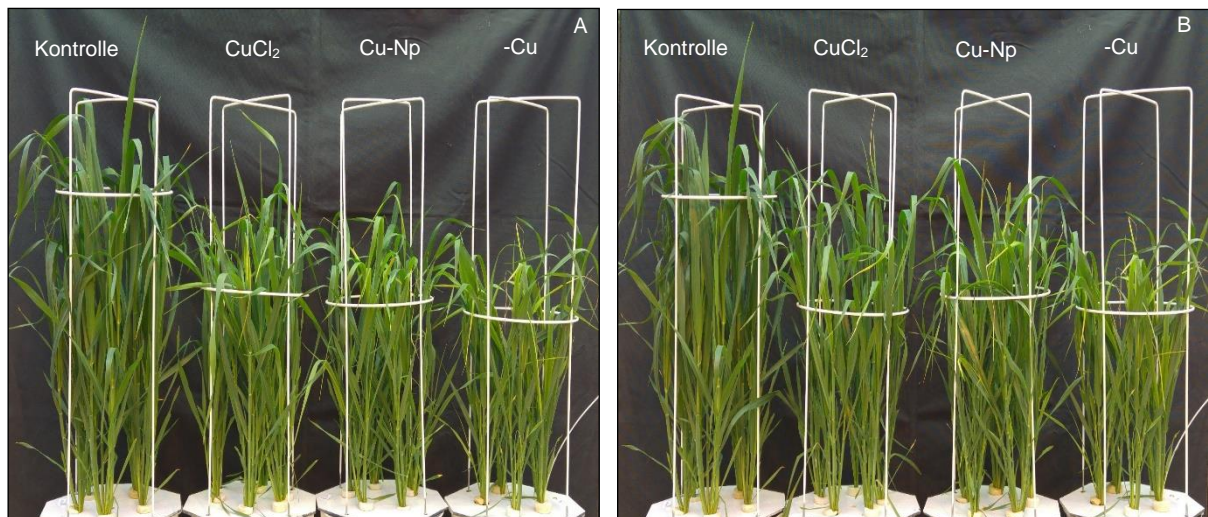 Kontrolle CuCl₂ Cu-Np -Cu A
Kontrolle CuCl₂ Cu-Np -Cu B